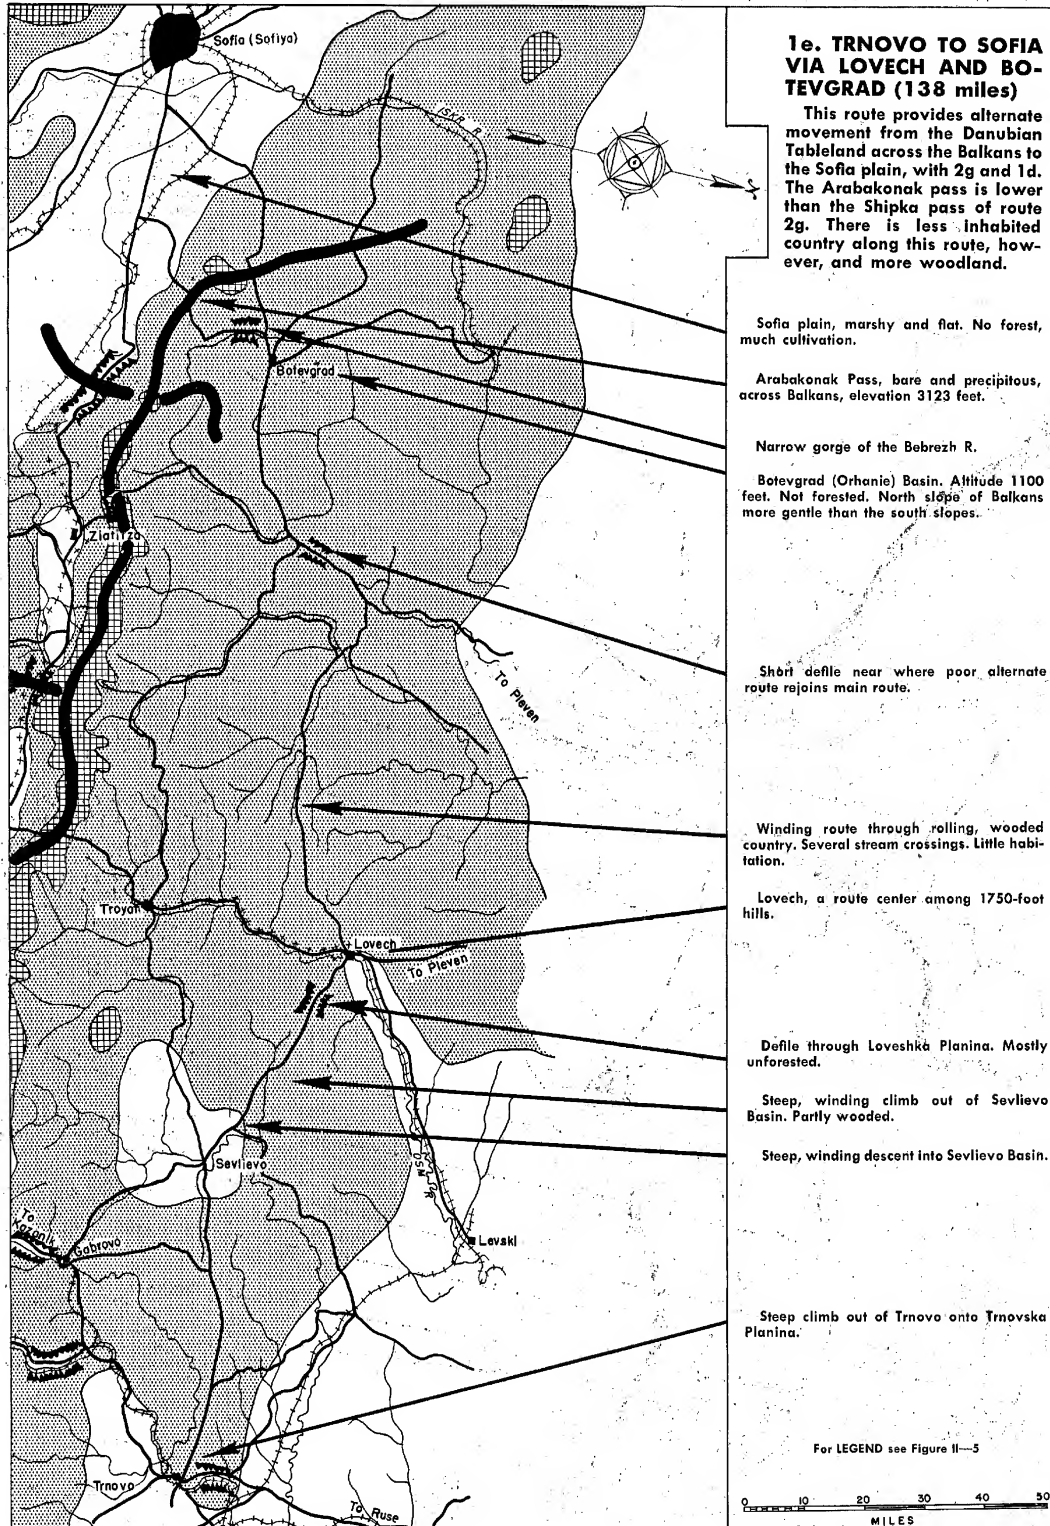 1e. TRNOVO TO SOFIA
VIA LOVECH AND BO-
TEVGRAD (138 miles)
This route provides alternate
movement from the Danubian
Tableland across the Balkans to
the Sofia plain, with 2g and 1d.
The Arabakonak pass is lower
than the Shipka pass of route
2g. There is less inhabited
country along this route, how-
ever, and more woodland.
Sofia plain, marshy and flat. No forest,
much cultivation.
Arabakonak Pass, bare and precipitous,
across Balkans, elevation 3123 feet.
Narrow gorge of the Bebrezh R.
Botevgrad (Orhanie) Basin. Altitude 1100
feet. Not forested. North slope of Balkans
more gentle than the south slopes.
Short defile near where poor alternate
route rejoins main route.
Winding route through rolling, wooded
country. Several stream crossings. Little habi-
tation.
Lovech, a route center among 1750-foot
hills.
Defile through Loveshka Planina. Mostly
unforested.
Steep, winding climb out of Sevlievo
Basin. Partly wooded.
Steep, winding descent into Sevlievo Basin.
Steep climb out of Trnovo onto Trnovska
Planina.
For LEGEND see Figure II—5
0 10 20 30 40 50
MILES
Sofia (Sofiya)
ISKR R.
Botevgrad
Zlatitza
To Pleven
Troyan
Lovech
To Pleven
Sevlievo
OSM R
To
Kazanlk
Gabrovo
Levski
Trnovo
To Ruse